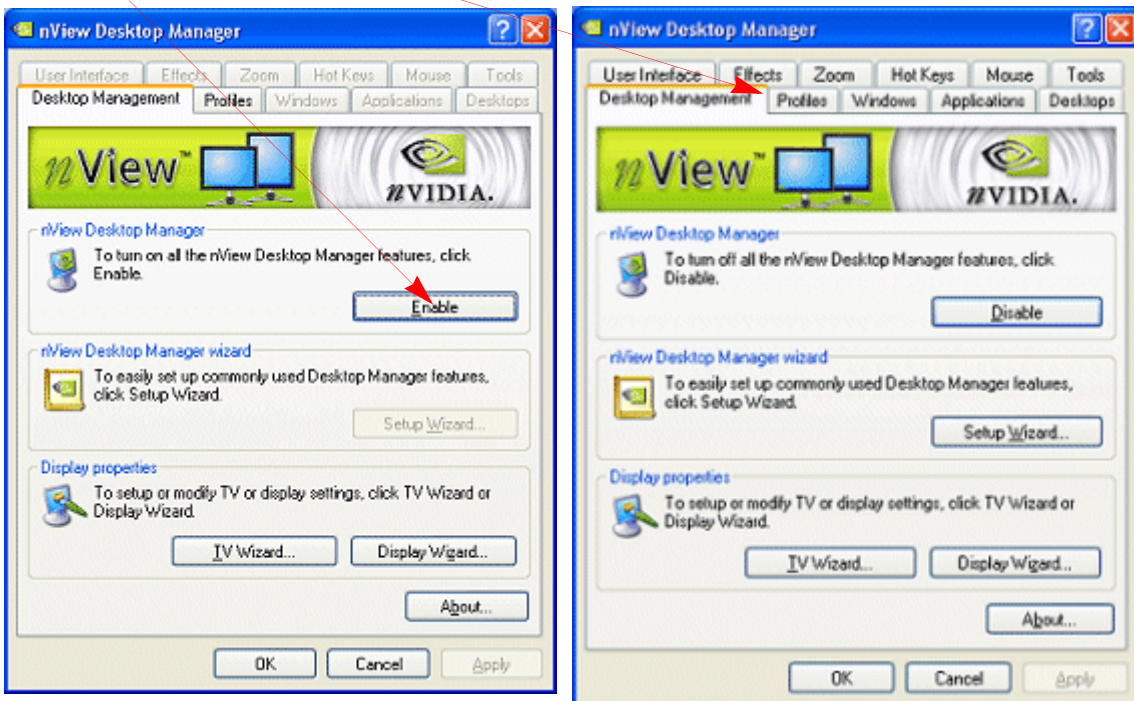 nView Desktop Manager
User Interface Effects Zoom Hot Keys Mouse Tools
Desktop Management Profiles Windows Applications Desktops
nView™
nVIDIA.
nView Desktop Manager
To turn on all the nView Desktop Manager features, click
Enable.
Enable
nView Desktop Manager wizard
To easily set up commonly used Desktop Manager features,
click Setup Wizard.
Setup Wizard...
Display properties
To setup or modify TV or display settings, click TV Wizard or
Display Wizard.
TV Wizard... Display Wizard...
About...
OK Cancel Apply
nView Desktop Manager
User Interface Effects Zoom Hot Keys Mouse Tools
Desktop Management Profiles Windows Applications Desktops
nView™
nVIDIA.
nView Desktop Manager
To turn off all the nView Desktop Manager features, click
Disable.
Disable
nView Desktop Manager wizard
To easily set up commonly used Desktop Manager features,
click Setup Wizard.
Setup Wizard...
Display properties
To setup or modify TV or display settings, click TV Wizard or
Display Wizard.
TV Wizard... Display Wizard...
About...
OK Cancel Apply